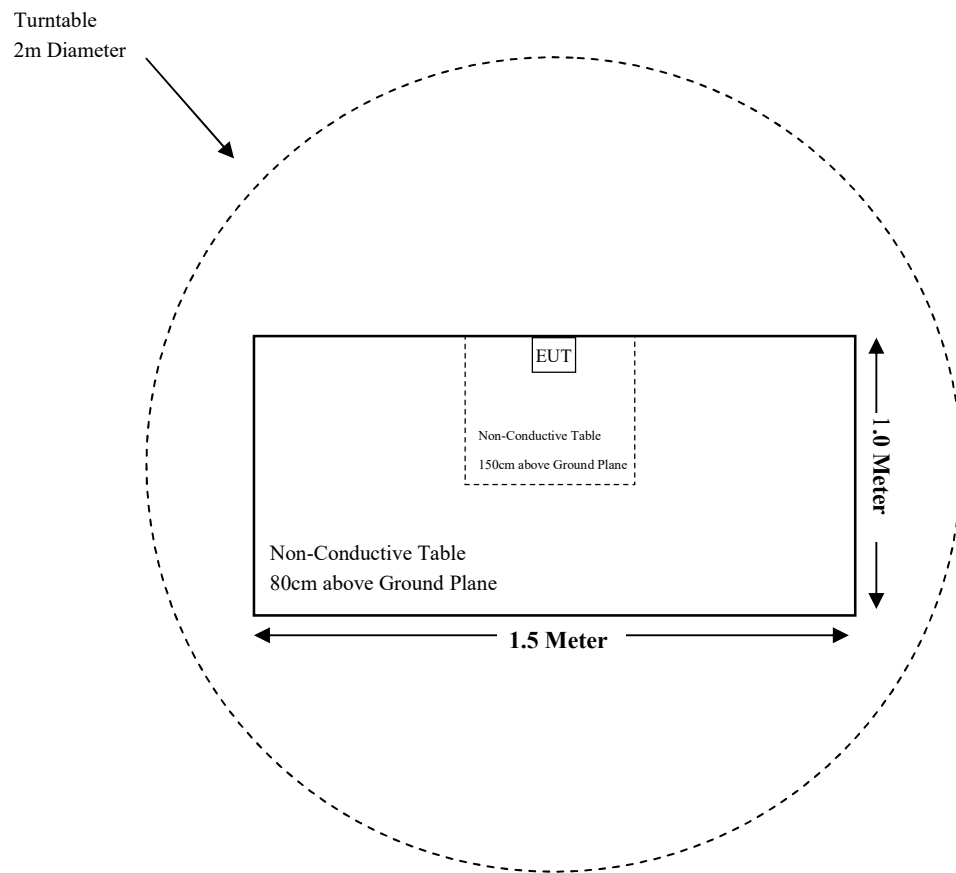 Turntable
2m Diameter
EUT
Non-Conductive Table
150cm above Ground Plane
1.0 Meter
Non-Conductive Table
80cm above Ground Plane
1.5 Meter